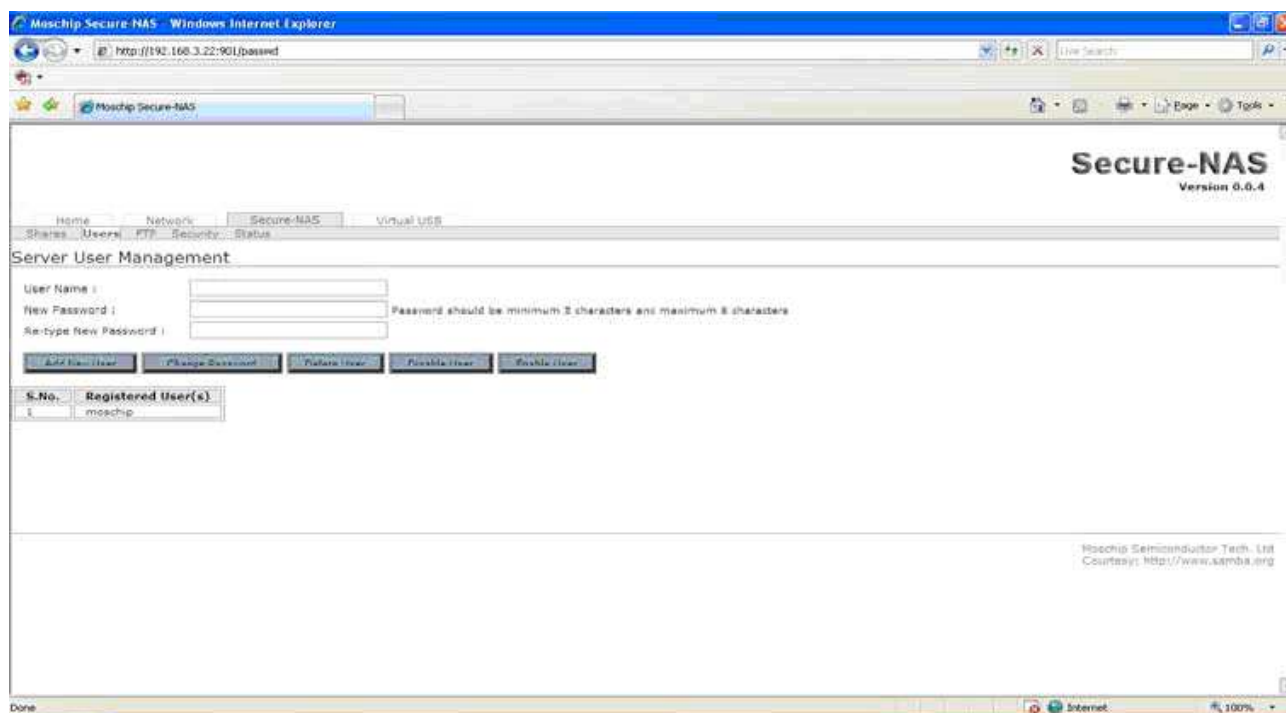 Moschip Secure-NAS - Windows Internet Explorer
http://192.168.3.22:901/passwd
Live Search
Moschip Secure-NAS
Page Tools
Secure-NAS
Version 0.0.4
Home Network Secure-NAS Virtual USB
Shares Users FTP Security Status
Server User Management
User Name :
New Password :
Password should be minimum characters and maximum 8 characters
Re-type New Password :
Add New User Change Password Delete User Disable User Enable User
S.No. Registered User(s)
1 moschip
Moschip Semiconductor Tech. Ltd
Courtesy: http://www.samba.org
Done
Internet
100%